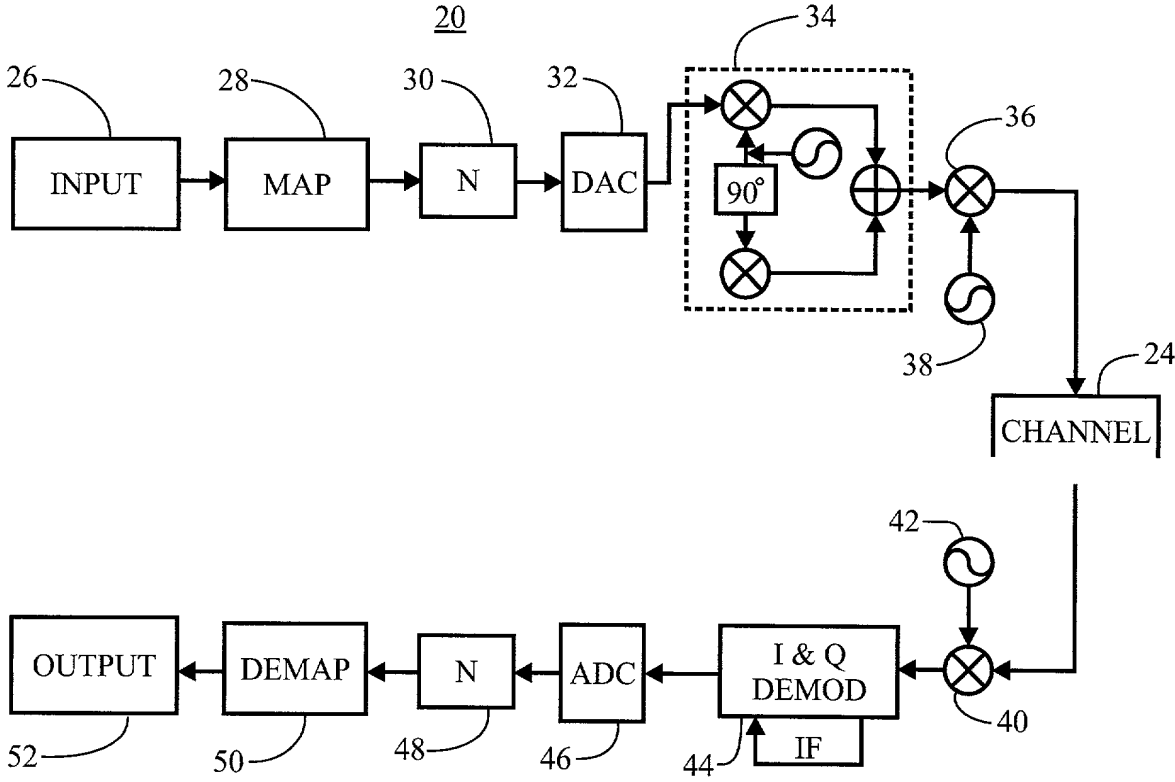 20
26
28
30
32
34
36
INPUT
MAP
N
DAC
90°
38
24
CHANNEL
42
OUTPUT
DEMAP
N
ADC
I & Q
DEMOD
IF
52
50
48
46
44
40